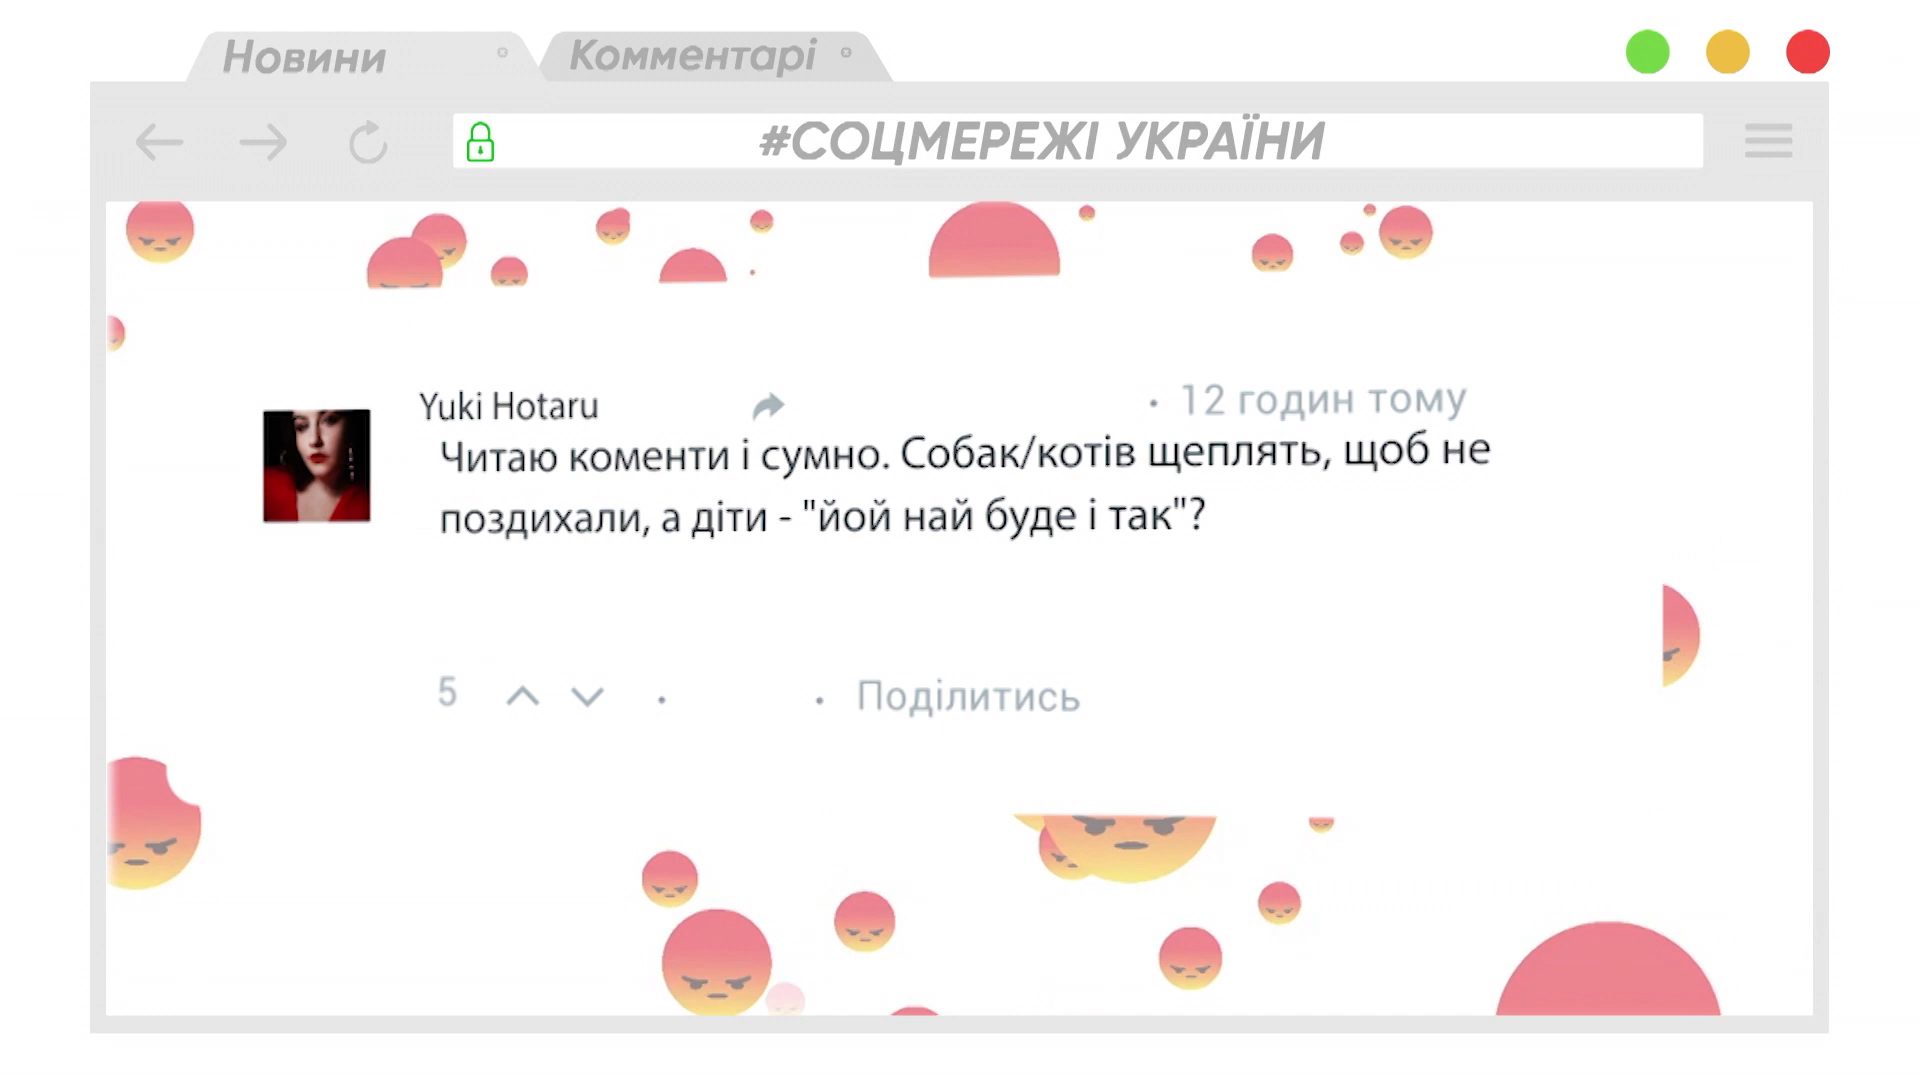 Новини
Комментарі
#СОЦМЕРЕЖІ УКРАЇНИ
Yuki Hotaru
· 12 годин тому
Читаю коменти і сумно. Собак/котів щеплять, щоб не
поздихали, а діти - "йой най буде і так"?
5 · · Поділитись